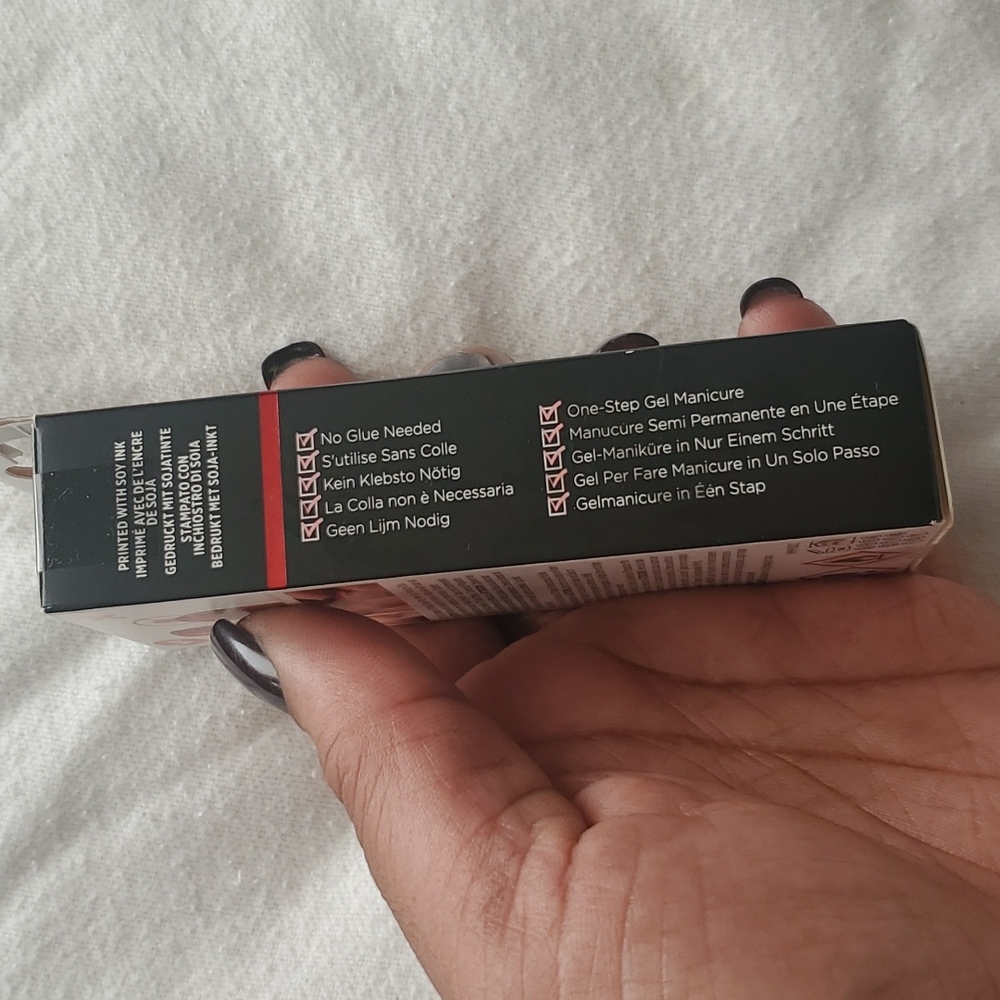 PRINTED WITH SOY INK
IMPRIMÉ AVEC DE L'ENCRE
DE SOJA
GEDRUCKT MIT SOJATINTE
STAMPATO CON
INCHIOSTRO DI SOIA
BEDRUKT MET SOJA-INKT
No Glue Needed
S'utilise Sans Colle
Kein Klebsto Nötig
La Colla non è Necessaria
Geen Lijm Nodig
One-Step Gel Manicure
Manucure Semi Permanente en Une Étape
Gel-Maniküre in Nur Einem Schritt
Gel Per Fare Manicure in Un Solo Passo
Gelmanicure in Één Stap